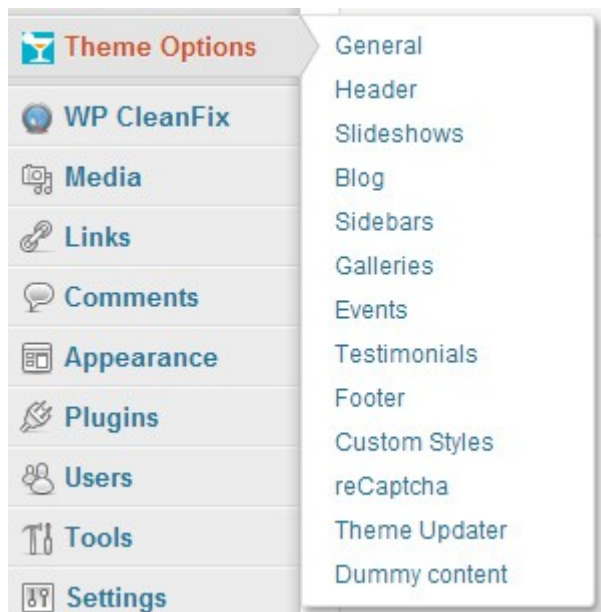 Theme Options
WP CleanFix
Media
Links
Comments
Appearance
Plugins
Users
Tools
Settings
General
Header
Slideshows
Blog
Sidebars
Galleries
Events
Testimonials
Footer
Custom Styles
reCaptcha
Theme Updater
Dummy content